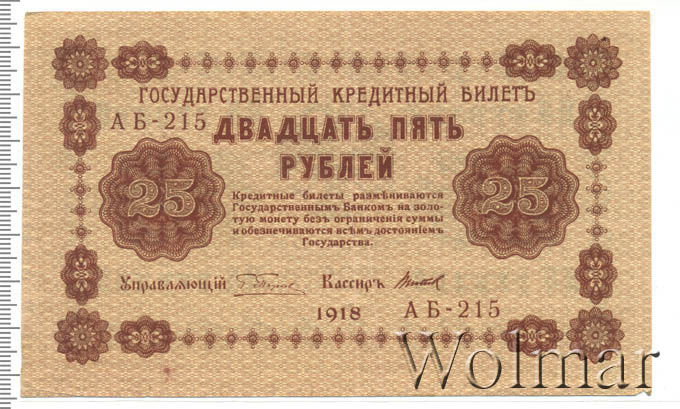 ГОСУДАРСТВЕННЫЙ КРЕДИТНЫЙ БИЛЕТЪ
АБ-215
ДВАДЦАТЬ ПЯТЬ
РУБЛЕЙ
25
25
Кредитные билеты размѣниваются
Государственнымъ Банкомъ на золо-
тую монету безъ ограниченія суммы
и обезпечиваются всѣмъ достояніемъ
Государства.
Управляющій
Кассиръ
1918
АБ-215
Wolmar